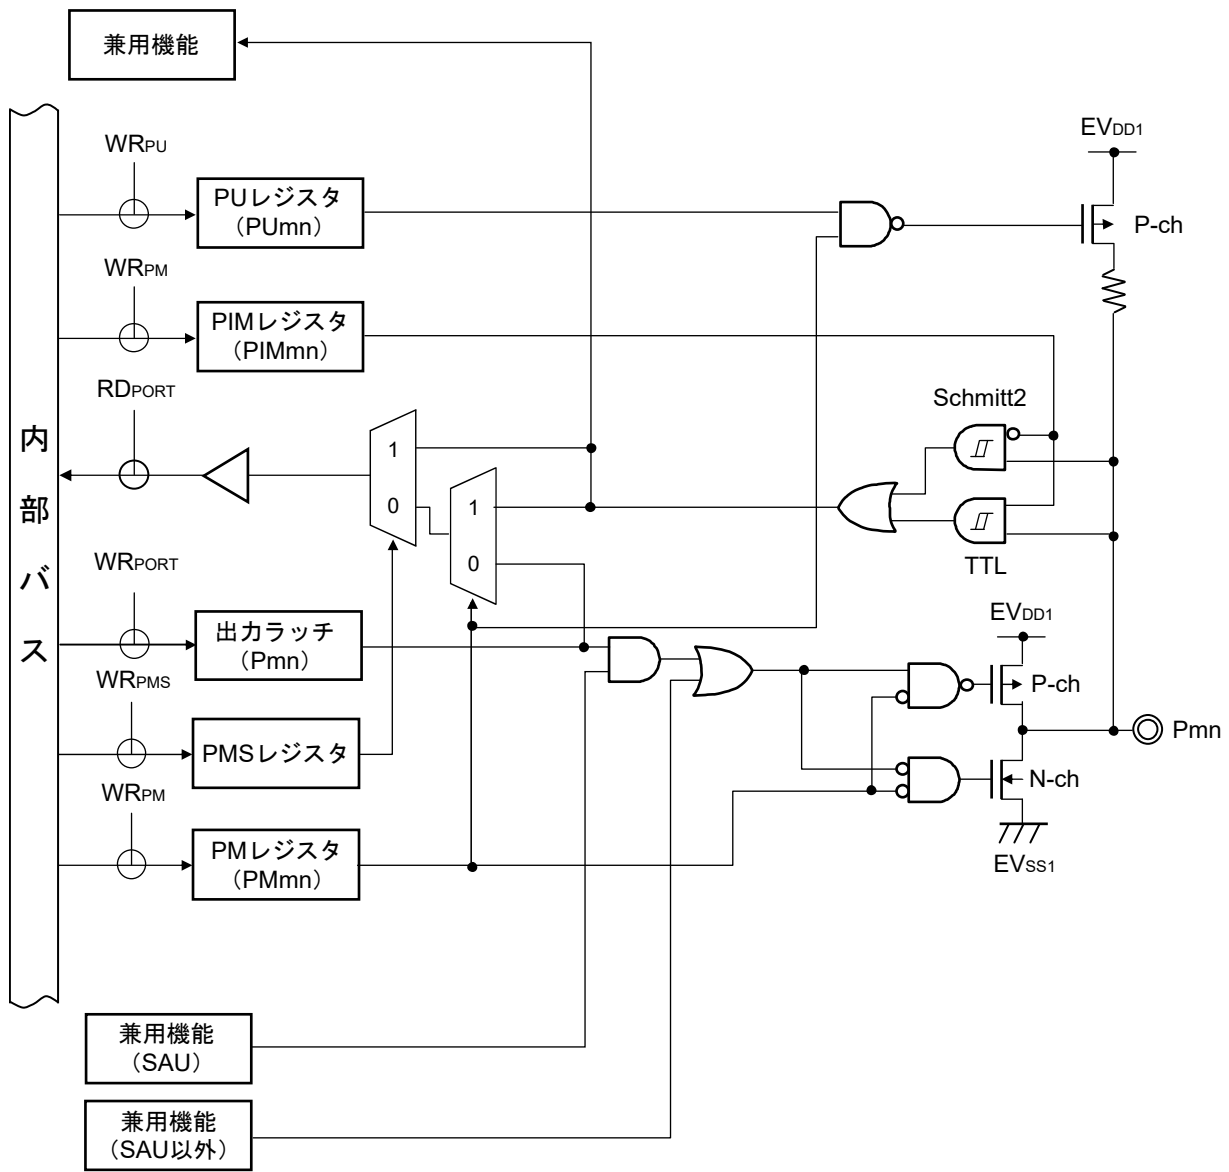 兼用機能
内部バス
WRPU
PUレジスタ
（PUmn）
EVDD1
P-ch
WRPM
PIMレジスタ
（PIMmn）
RDPORT
1
0
1
0
Schmitt2
TTL
WRPORT
出力ラッチ
（Pmn）
EVDD1
P-ch
WRPMS
PMSレジスタ
Pmn
N-ch
WRPM
PMレジスタ
（PMmn）
EVSS1
兼用機能
（SAU）
兼用機能
（SAU以外）